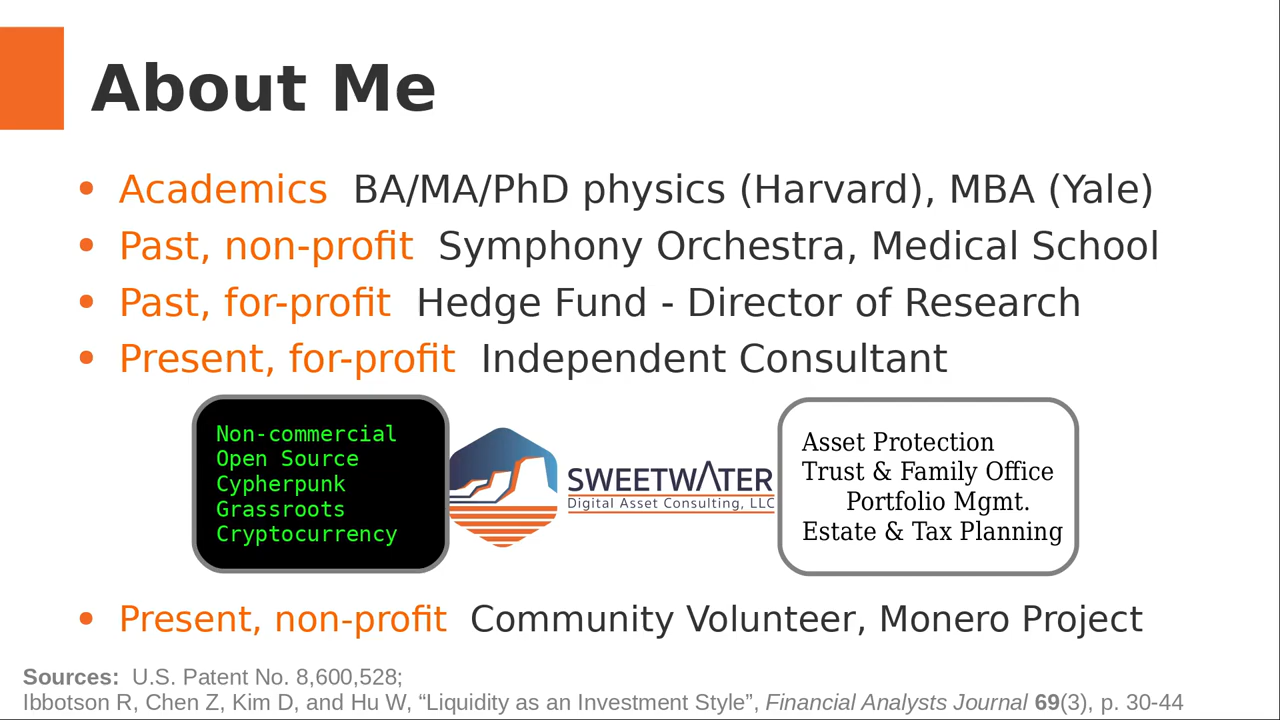 About Me
• Academics BA/MA/PhD physics (Harvard), MBA (Yale)
• Past, non-profit Symphony Orchestra, Medical School
• Past, for-profit Hedge Fund - Director of Research
• Present, for-profit Independent Consultant
Non-commercial
Open Source
Cypherpunk
Grassroots
Cryptocurrency
SWEETWATER
Digital Asset Consulting, LLC
Asset Protection
Trust & Family Office
Portfolio Mgmt.
Estate & Tax Planning
• Present, non-profit Community Volunteer, Monero Project
Sources: U.S. Patent No. 8,600,528;
Ibbotson R, Chen Z, Kim D, and Hu W, “Liquidity as an Investment Style”, Financial Analysts Journal 69(3), p. 30-44